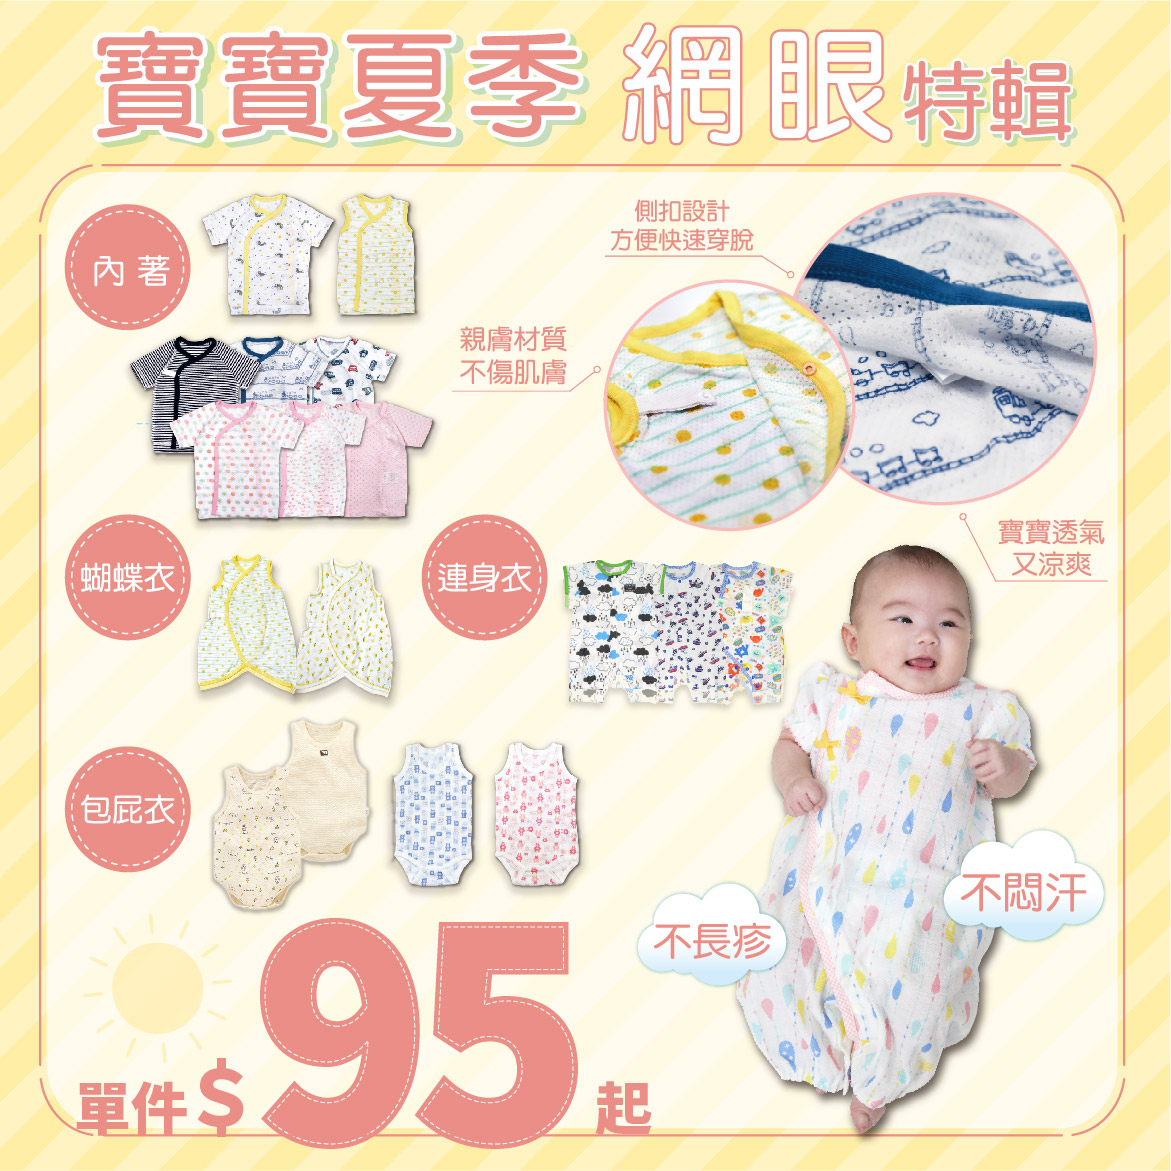 寶寶夏季 網眼特輯
內著
側扣設計
方便快速穿脫
親膚材質
不傷肌膚
蝴蝶衣
連身衣
寶寶透氣
又涼爽
包屁衣
不悶汗
不長疹
單件$95起